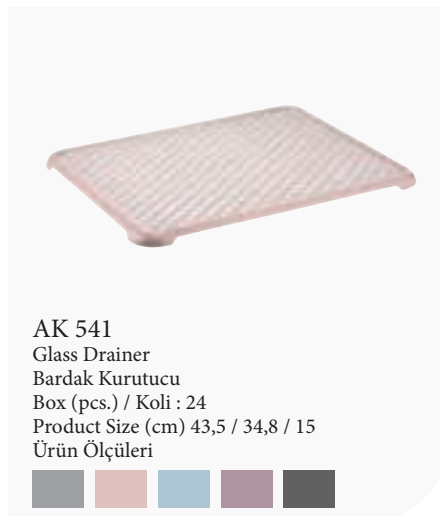 AK 541
Glass Drainer
Bardak Kurutucu
Box (pcs.) / Koli : 24
Product Size (cm) 43,5 / 34,8 / 15
Ürün Ölçüleri